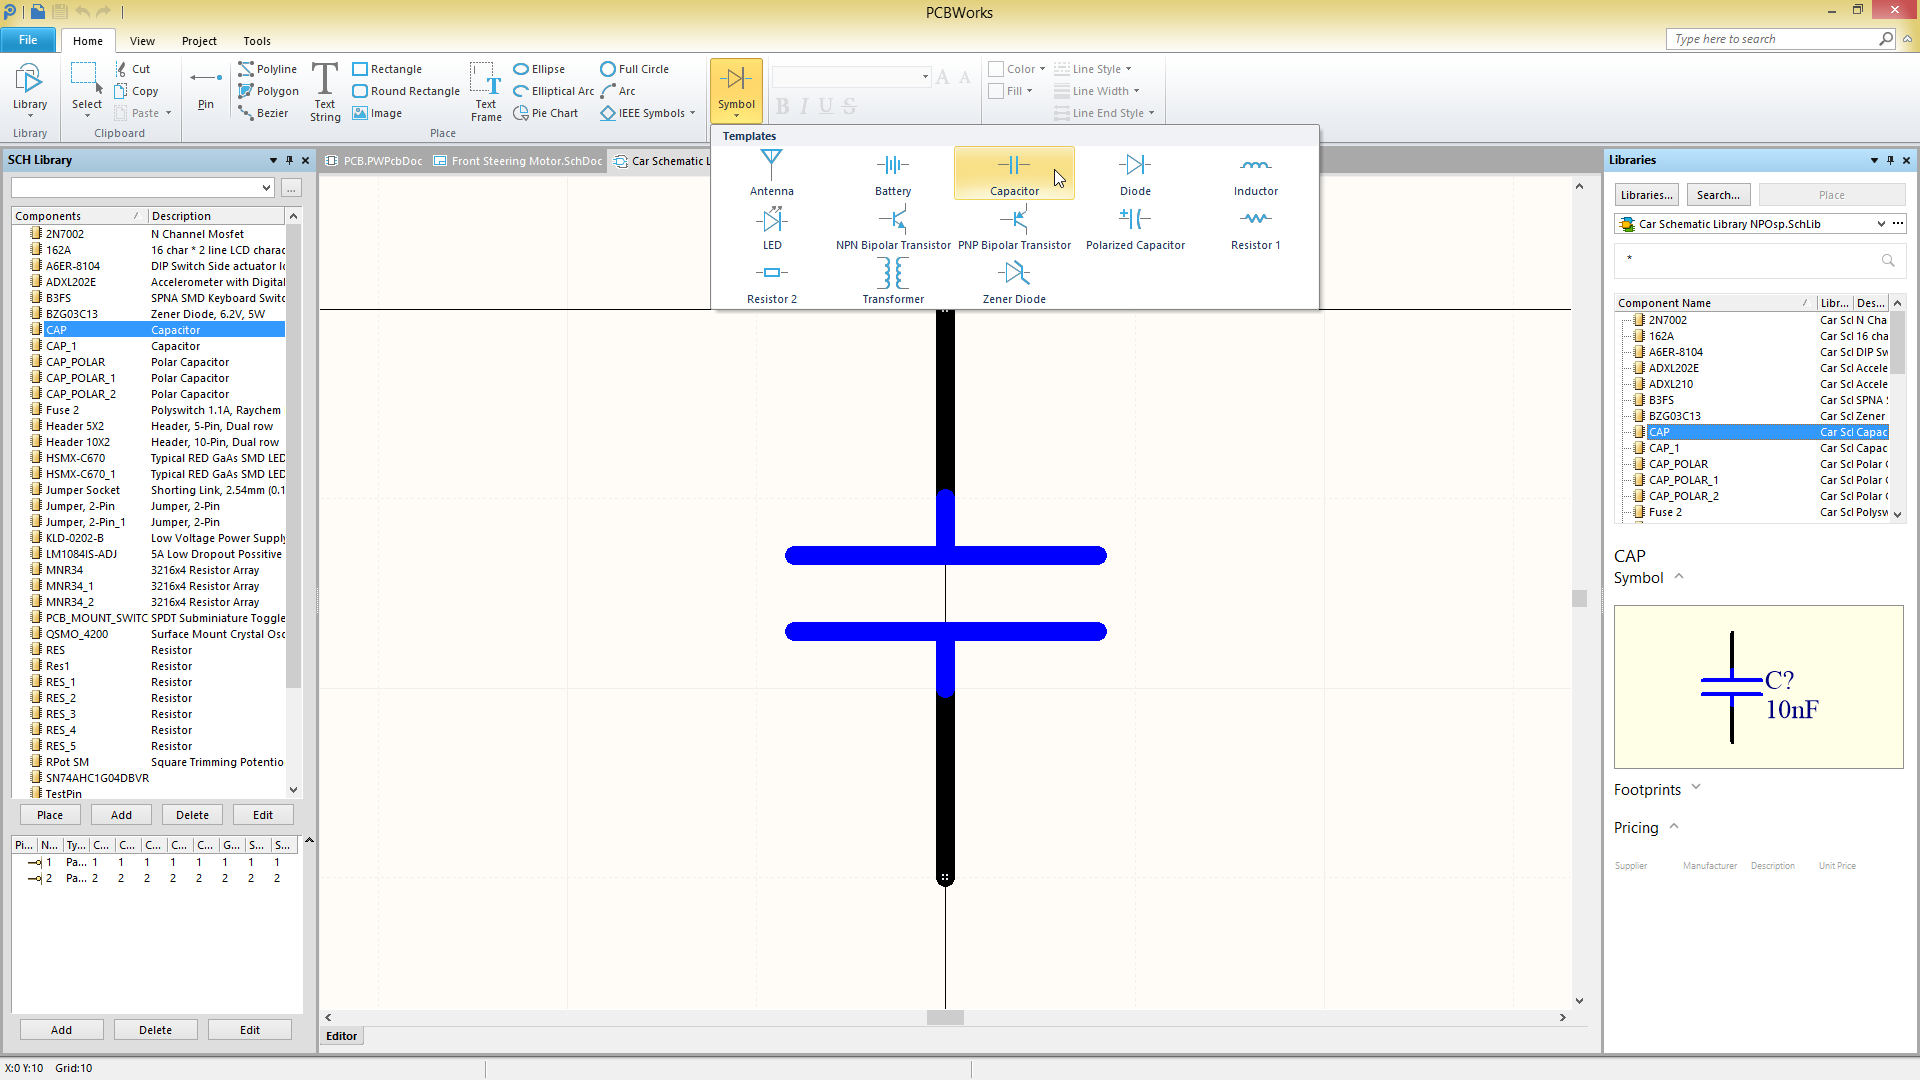 PCBWorks
File Home View Project Tools
Type here to search
Library
Library
Select
Cut
Copy
Paste
Clipboard
Pin
Polyline
Polygon
Bezier
Text String
Rectangle
Round Rectangle
Image
Text Frame
Ellipse
Elliptical Arc
Pie Chart
Full Circle
Arc
IEEE Symbols
Place
Symbol
B I U S
A A
Color
Fill
Line Style
Line Width
Line End Style
Templates
Antenna Battery Capacitor Diode Inductor
LED NPN Bipolar Transistor PNP Bipolar Transistor Polarized Capacitor Resistor 1
Resistor 2 Transformer Zener Diode
PCB.PWPcbDoc Front Steering Motor.SchDoc Car Schematic L
SCH Library
...
Components Description
2N7002 N Channel Mosfet
162A 16 char * 2 line LCD charac
A6ER-8104 DIP Switch Side actuator lo
ADXL202E Accelerometer with Digital
B3FS SPNA SMD Keyboard Switc
BZG03C13 Zener Diode, 6.2V, 5W
CAP Capacitor
CAP_1 Capacitor
CAP_POLAR Polar Capacitor
CAP_POLAR_1 Polar Capacitor
CAP_POLAR_2 Polar Capacitor
Fuse 2 Polyswitch 1.1A, Raychem
Header 5X2 Header, 5-Pin, Dual row
Header 10X2 Header, 10-Pin, Dual row
HSMX-C670 Typical RED GaAs SMD LED
HSMX-C670_1 Typical RED GaAs SMD LED
Jumper Socket Shorting Link, 2.54mm (0.1
Jumper, 2-Pin Jumper, 2-Pin
Jumper, 2-Pin_1 Jumper, 2-Pin
KLD-0202-B Low Voltage Power Supply
LM1084IS-ADJ 5A Low Dropout Possitive
MNR34 3216x4 Resistor Array
MNR34_1 3216x4 Resistor Array
MNR34_2 3216x4 Resistor Array
PCB_MOUNT_SWITC SPDT Subminiature Toggle
QSMO_4200 Surface Mount Crystal Osc
RES Resistor
Res1 Resistor
RES_1 Resistor
RES_2 Resistor
RES_3 Resistor
RES_4 Resistor
RES_5 Resistor
RPot SM Square Trimming Potentio
SN74AHC1G04DBVR
TestPin
Place Add Delete Edit
Pi... N... Ty... C... C... C... C... C... G... S... S...
1 Pa... 1 1 1 1 1 1 1 1
2 Pa... 2 2 2 2 2 2 2 2
Add Delete Edit
Editor
X:0 Y:10 Grid:10
Libraries
Libraries... Search... Place
Car Schematic Library NPOsp.SchLib ...
*
Component Name Libr... Des...
2N7002 Car Scl N Cha
162A Car Scl 16 cha
A6ER-8104 Car Scl DIP Sw
ADXL202E Car Scl Accele
ADXL210 Car Scl Accele
B3FS Car Scl SPNA
BZG03C13 Car Scl Zener
CAP Car Scl Capac
CAP_1 Car Scl Capac
CAP_POLAR Car Scl Polar
CAP_POLAR_1 Car Scl Polar
CAP_POLAR_2 Car Scl Polar
Fuse 2 Car Scl Polysw
CAP
Symbol
C?
10nF
Footprints
Pricing
Supplier Manufacturer Description Unit Price